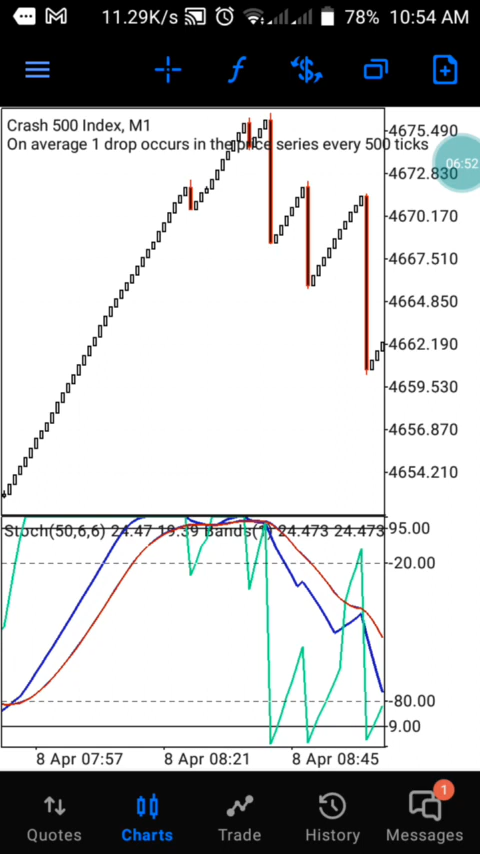 11.29K/s 78% 10:54 AM
Crash 500 Index, M1
On average 1 drop occurs in the price series every 500 ticks
06:52
4675.490
4672.830
4670.170
4667.510
4664.850
4662.190
4659.530
4656.870
4654.210
Stoch(50,6,6) 24.47 19.39 Bands(1) 24.473 24.473
95.00
-20.00
-80.00
9.00
8 Apr 07:57 8 Apr 08:21 8 Apr 08:45
1
Quotes Charts Trade History Messages